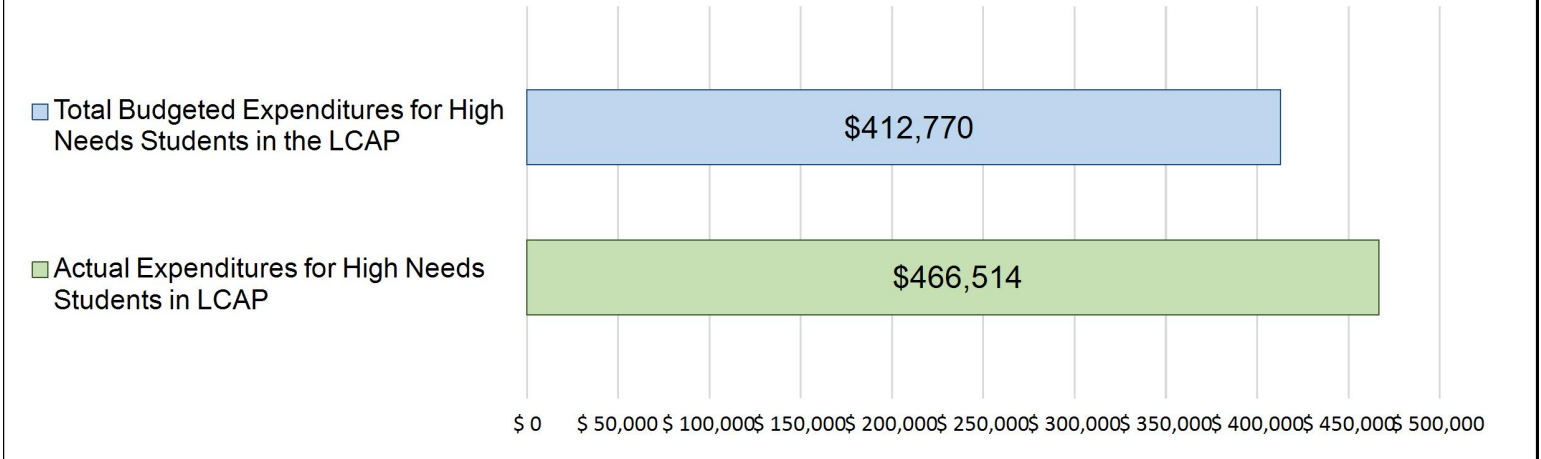 Total Budgeted Expenditures for High
Needs Students in the LCAP
$412,770
Actual Expenditures for High Needs
Students in LCAP
$466,514
$ 0 $ 50,000 $ 100,000 $ 150,000 $ 200,000 $ 250,000 $ 300,000 $ 350,000 $ 400,000 $ 450,000 $ 500,000